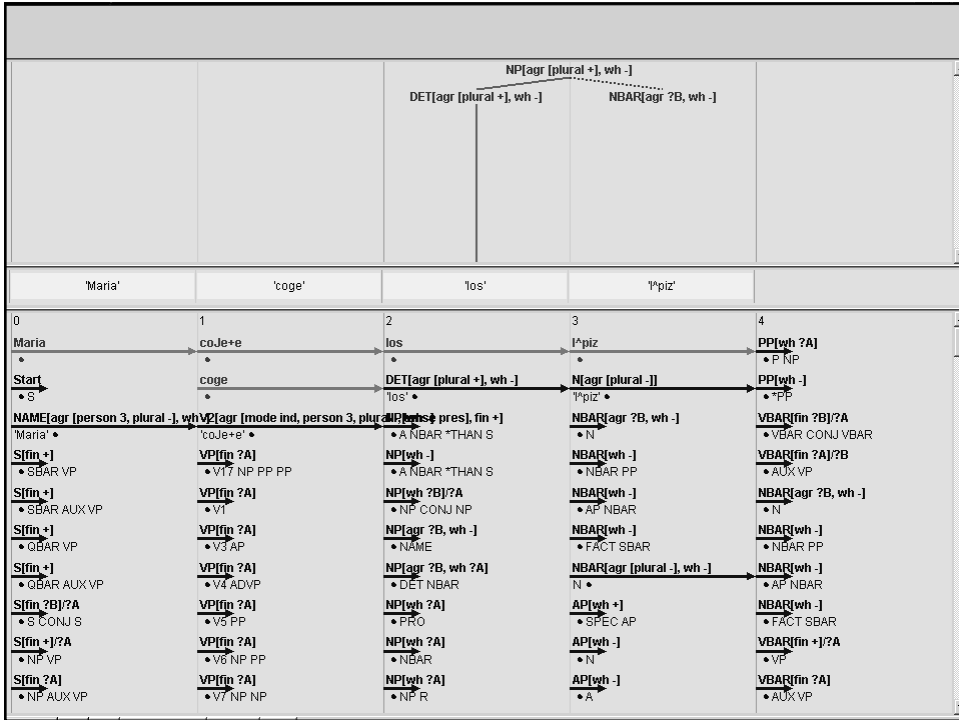 NP[agr [plural +], wh -]
DET[agr [plural +], wh -] NBAR[agr ?B, wh -]
'Maria' 'coge' 'los' 'l^piz'
0 1 2 3 4
Maria coJe+e los l^piz PP[wh ?A]
• • • • • P NP
Start coge DET[agr [plural +], wh -] N[agr [plural -]] PP[wh -]
• S • 'los' • 'l^piz' • • *PP
NAME[agr [person 3, plural -], wh V2[agr [mode ind, person 3, pres], fin +] NBAR[agr ?B, wh -] VBAR[fin ?B]/?A
'Maria' • 'coJe+e' • • A NBAR *THAN S • N • VBAR CONJ VBAR
S[fin +] VP[fin ?A] NP[wh -] NBAR[wh -] VBAR[fin ?A]/?B
• SBAR VP • V17 NP PP PP • A NBAR *THAN S • NBAR PP • AUX VP
S[fin +] VP[fin ?A] NP[wh ?B]/?A NBAR[wh -] NBAR[agr ?B, wh -]
• SBAR AUX VP • V1 • NP CONJ NP • AP NBAR • N
S[fin +] VP[fin ?A] NP[agr ?B, wh -] NBAR[wh -] NBAR[wh -]
• QBAR VP • V3 AP • NAME • FACT SBAR • NBAR PP
S[fin +] VP[fin ?A] NP[agr ?B, wh ?A] NBAR[agr [plural -], wh -] NBAR[wh -]
• QBAR AUX VP • V4 ADVP • DET NBAR N • • AP NBAR
S[fin ?B]/?A VP[fin ?A] NP[wh ?A] AP[wh +] NBAR[wh -]
• S CONJ S • V5 PP • PRO • SPEC AP • FACT SBAR
S[fin +]/?A VP[fin ?A] NP[wh ?A] AP[wh -] VBAR[fin +]/?A
• NP VP • V6 NP PP • NBAR • N • VP
S[fin ?A] VP[fin ?A] NP[wh ?A] AP[wh -] VBAR[fin ?A]
• NP AUX VP • V7 NP NP • NP R • A • AUX VP